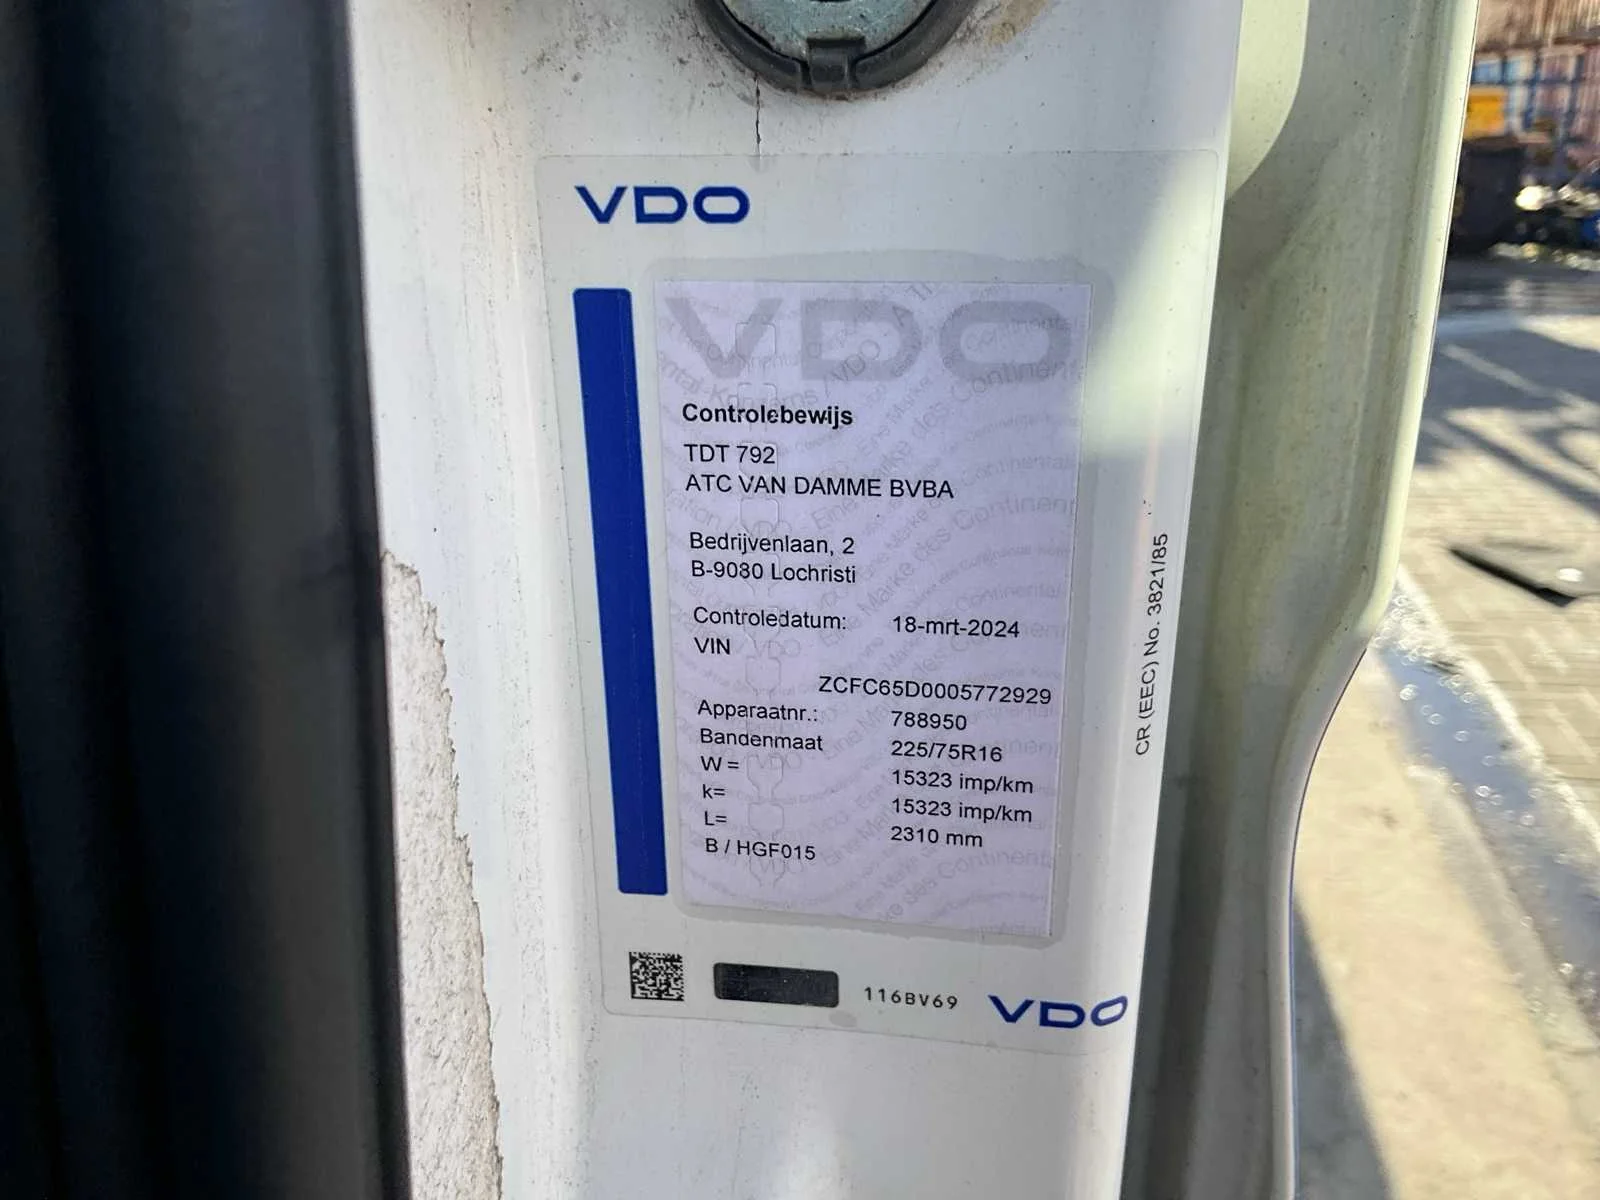 VDO
VDO
Controlebewijs
TDT 792
ATC VAN DAMME BVBA
Bedrijvenlaan, 2
B-9080 Lochristi
Controledatum: 18-mrt-2024
VIN
ZCFC65D0005772929
Apparaatnr.: 788950
Bandenmaat 225/75R16
W = 15323 imp/km
k= 15323 imp/km
L= 2310 mm
B / HGF015
116BV69 VDO
CR (EEC) No. 3821/85